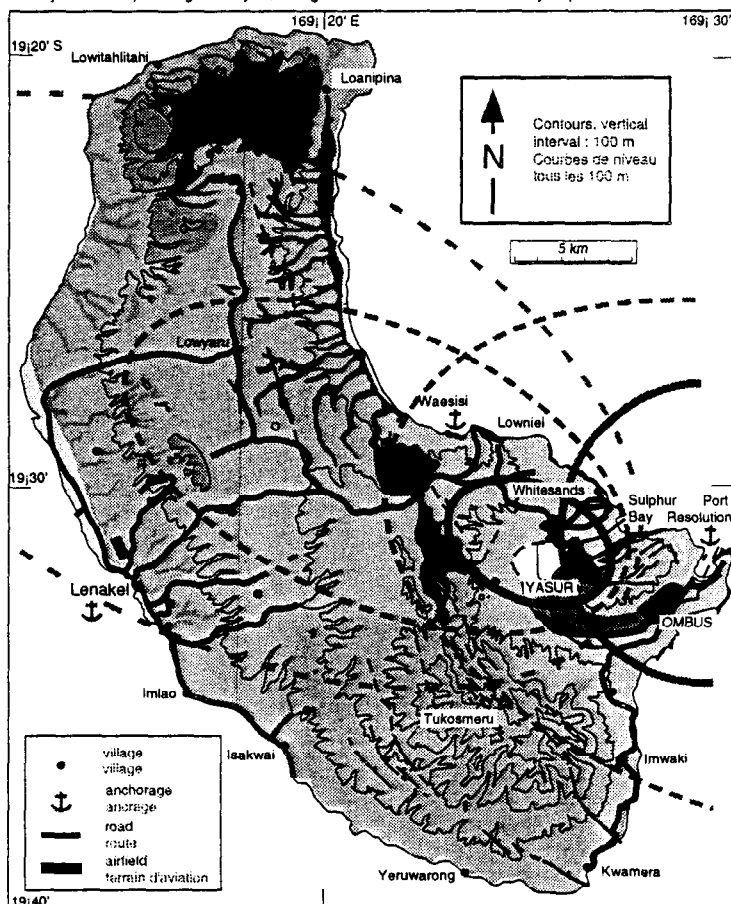 169¡ 20' E
169¡ 30'
19¡20' S
Lowitahlitahi
Loanipina
N
Contours, vertical
interval : 100 m
Courbes de niveau
tous les 100 m
5 km
Lowyaru
Waesisi
Lowniel
19¡30'
Whitesands
Sulphur
Bay
Port
Resolution
YASUR
OMBUS
Lenakel
Imlao
Isakwai
Tukosmeru
Imwaki
Yeruwarong
Kwamera
village
village
anchorage
ancrage
road
route
airfield
terrain d'aviation
19¡40'